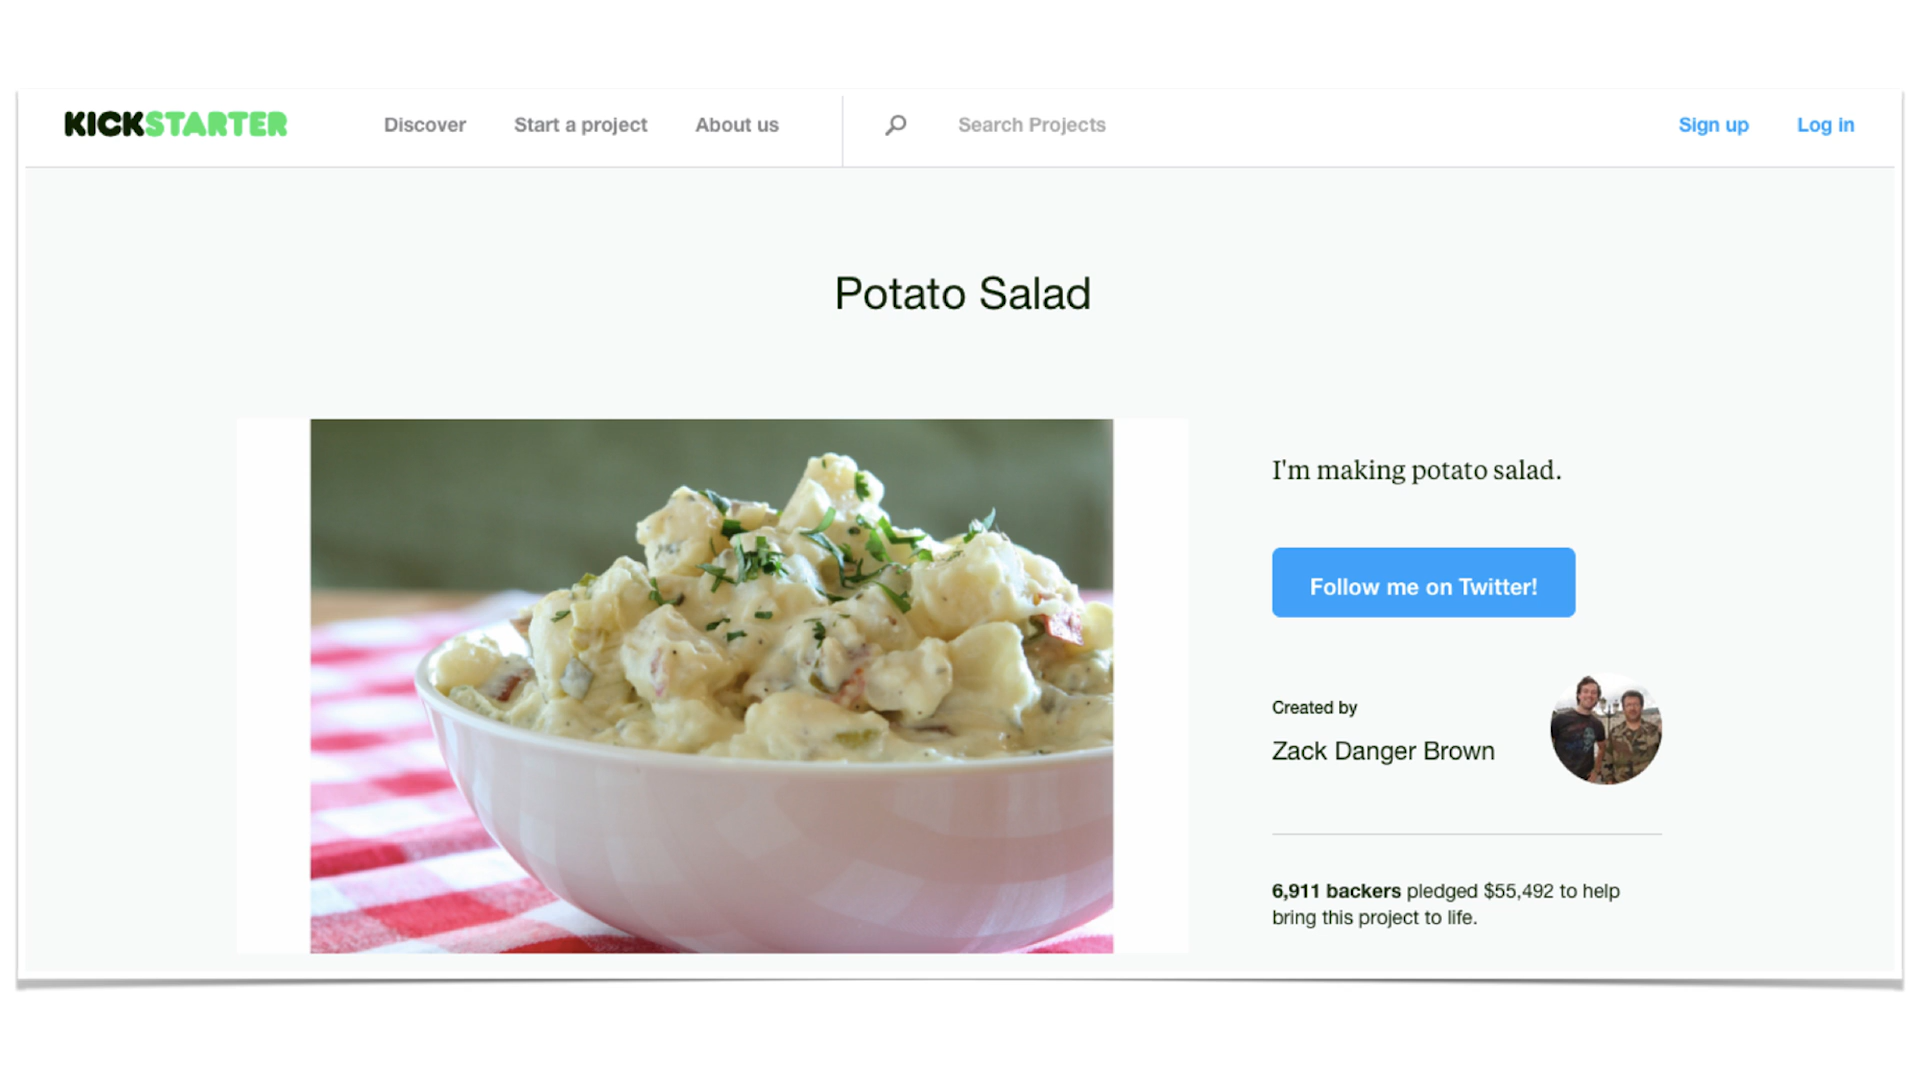 KICKSTARTER Discover Start a project About us Search Projects Sign up Log in
Potato Salad
I'm making potato salad.
Follow me on Twitter!
Created by
Zack Danger Brown
6,911 backers pledged $55,492 to help
bring this project to life.